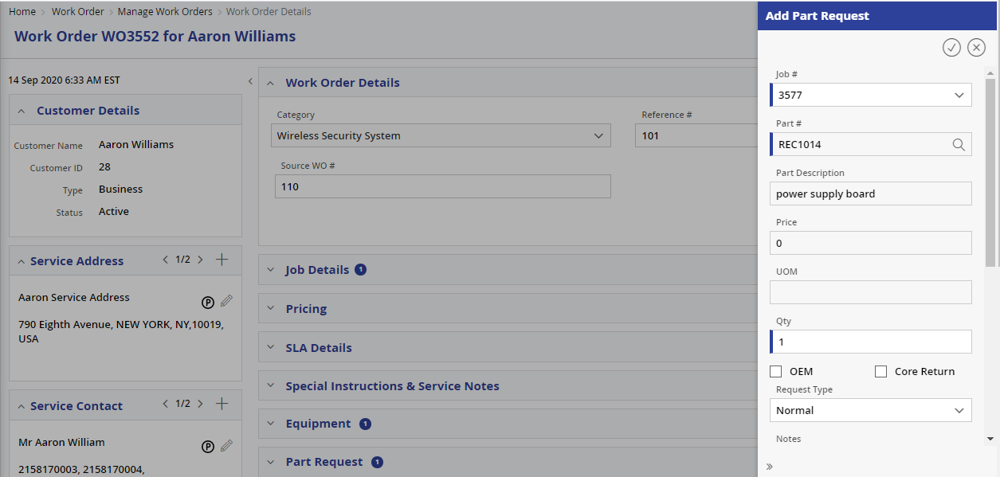 Home > Work Order > Manage Work Orders > Work Order Details
Work Order WO3552 for Aaron Williams
14 Sep 2020 6:33 AM EST
Customer Details
Customer Name Aaron Williams
Customer ID 28
Type Business
Status Active
Service Address < 1/2 > +
Aaron Service Address
P
790 Eighth Avenue, NEW YORK, NY,10019,
USA
Service Contact < 1/2 > +
Mr Aaron William
P
2158170003, 2158170004,
Work Order Details
Category
Wireless Security System
Reference #
101
Source WO #
110
Job Details 1
Pricing
SLA Details
Special Instructions & Service Notes
Equipment 1
Part Request 1
Add Part Request
Job #
3577
Part #
REC1014
Part Description
power supply board
Price
0
UOM
Qty
1
OEM Core Return
Request Type
Normal
Notes
»